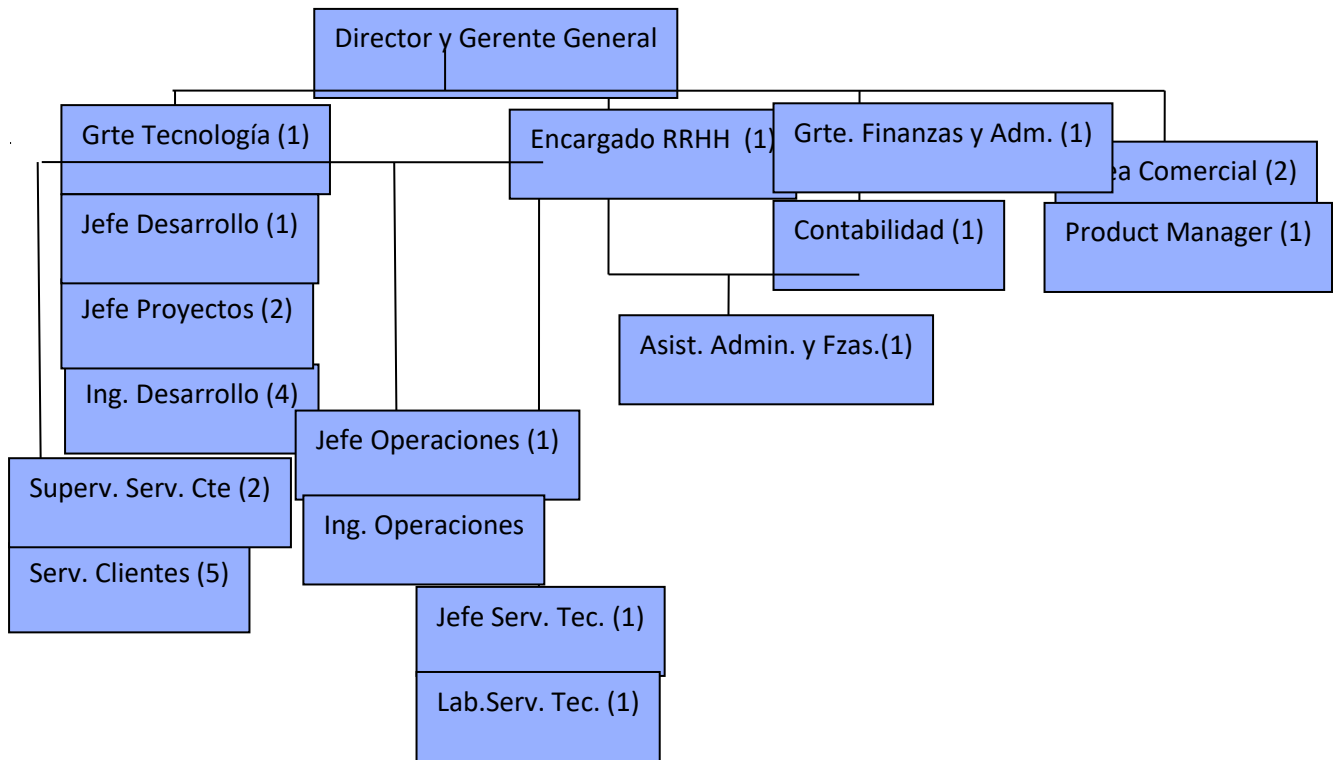 Director y Gerente General
Grte Tecnología (1)
Encargado RRHH (1)
Grte. Finanzas y Adm. (1)
Comercial (2)
Jefe Desarrollo (1)
Contabilidad (1)
Product Manager (1)
Jefe Proyectos (2)
Asist. Admin. y Fzas.(1)
Ing. Desarrollo (4)
Jefe Operaciones (1)
Superv. Serv. Cte (2)
Ing. Operaciones
Serv. Clientes (5)
Jefe Serv. Tec. (1)
Lab.Serv. Tec. (1)